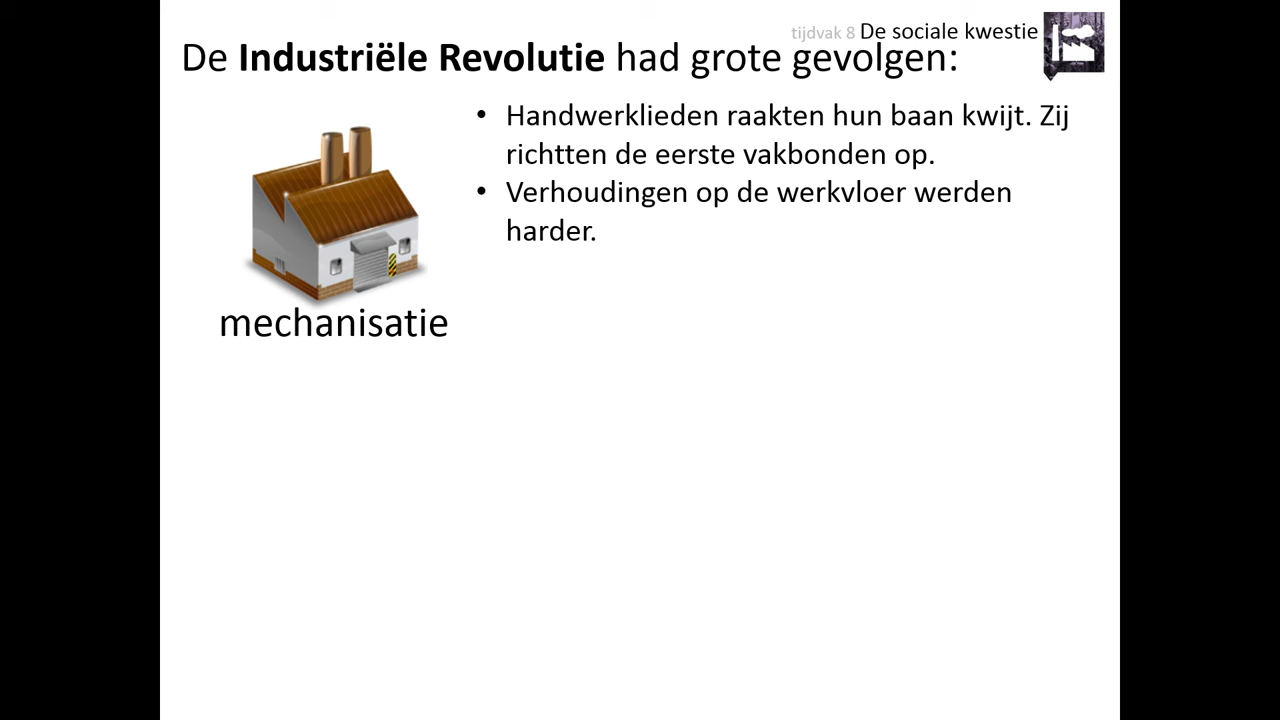 tijdvak 8 De sociale kwestie
De Industriële Revolutie had grote gevolgen:
• Handwerklieden raakten hun baan kwijt. Zij
richtten de eerste vakbonden op.
• Verhoudingen op de werkvloer werden
harder.
mechanisatie